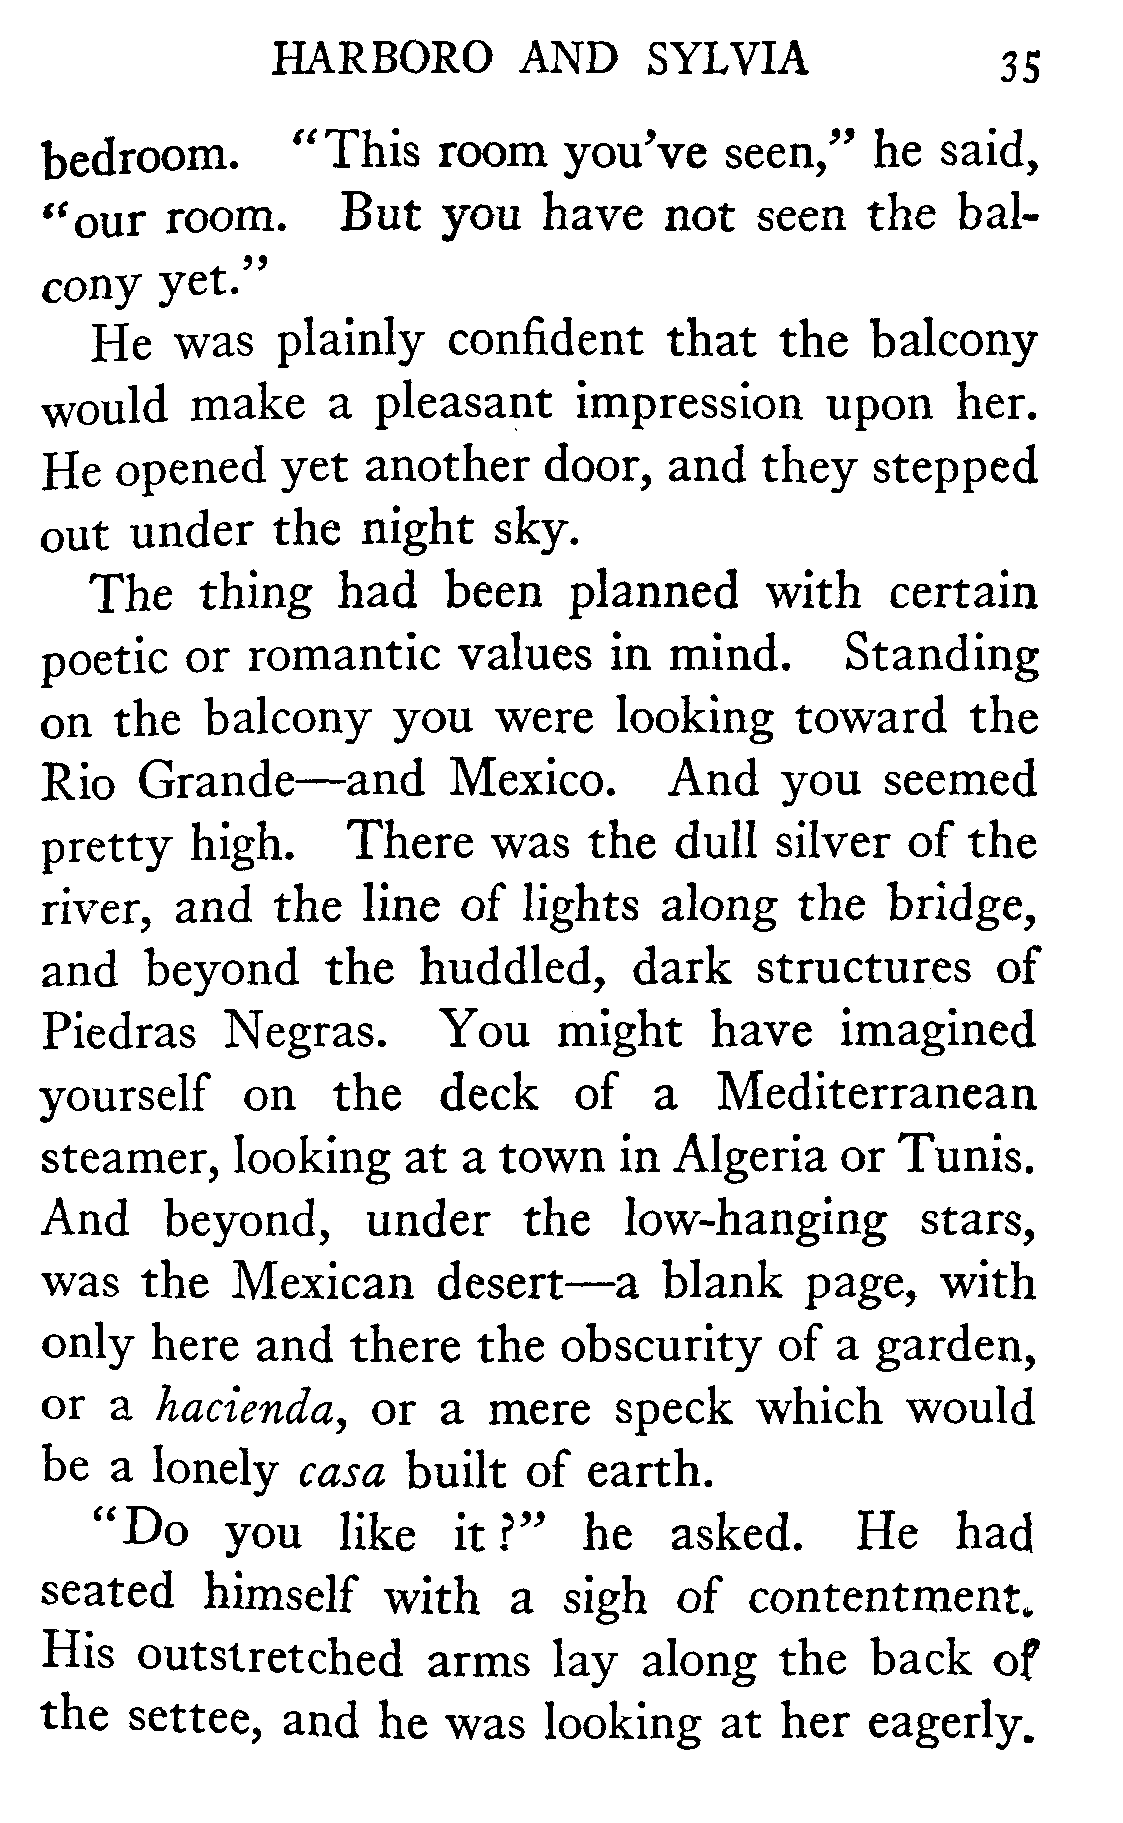 HARBORO AND SYLVIA 35
bedroom. "This room you've seen," he said,
"our room. But you have not seen the bal-
cony yet."
He was plainly confident that the balcony
would make a pleasant impression upon her.
He opened yet another door, and they stepped
out under the night sky.
The thing had been planned with certain
poetic or romantic values in mind. Standing
on the balcony you were looking toward the
Rio Grande—and Mexico. And you seemed
pretty high. There was the dull silver of the
river, and the line of lights along the bridge,
and beyond the huddled, dark structures of
Piedras Negras. You might have imagined
yourself on the deck of a Mediterranean
steamer, looking at a town in Algeria or Tunis.
And beyond, under the low-hanging stars,
was the Mexican desert—a blank page, with
only here and there the obscurity of a garden,
or a hacienda, or a mere speck which would
be a lonely casa built of earth.
"Do you like it?" he asked. He had
seated himself with a sigh of contentment.
His outstretched arms lay along the back of
the settee, and he was looking at her eagerly.